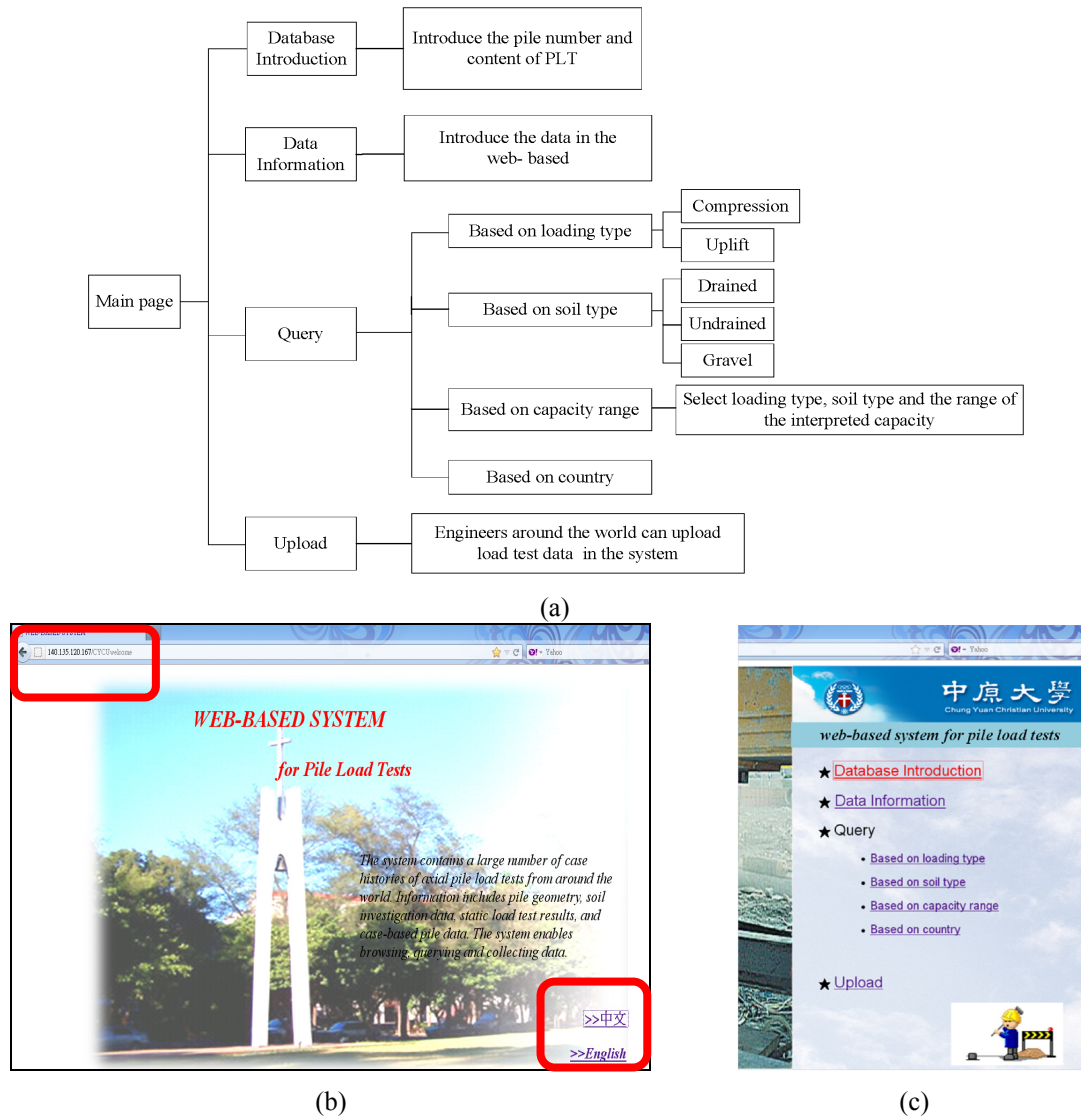 Database
Introduction
Introduce the pile number and
content of PLT
Data
Information
Introduce the data in the
web- based
Main page
Query
Based on loading type
Compression
Uplift
Based on soil type
Drained
Undrained
Gravel
Based on capacity range
Select loading type, soil type and the range of
the interpreted capacity
Based on country
Upload
Engineers around the world can upload
load test data in the system
(a)
WEB-BASED SYSTEM
140.135.120.167/CYCUwelcome
Yahoo
WEB-BASED SYSTEM
for Pile Load Tests
The system contains a large number of case
histories of axial pile load tests from around the
world. Information includes pile geometry, soil
investigation data, static load test results, and
case-based pile data. The system enables
browsing, querying and collecting data.
>>中文
>>English
(b)
Yahoo
中原大學
Chung Yuan Christian University
web-based system for pile load tests
★ Database Introduction
★ Data Information
★ Query
• Based on loading type
• Based on soil type
• Based on capacity range
• Based on country
★ Upload
(c)